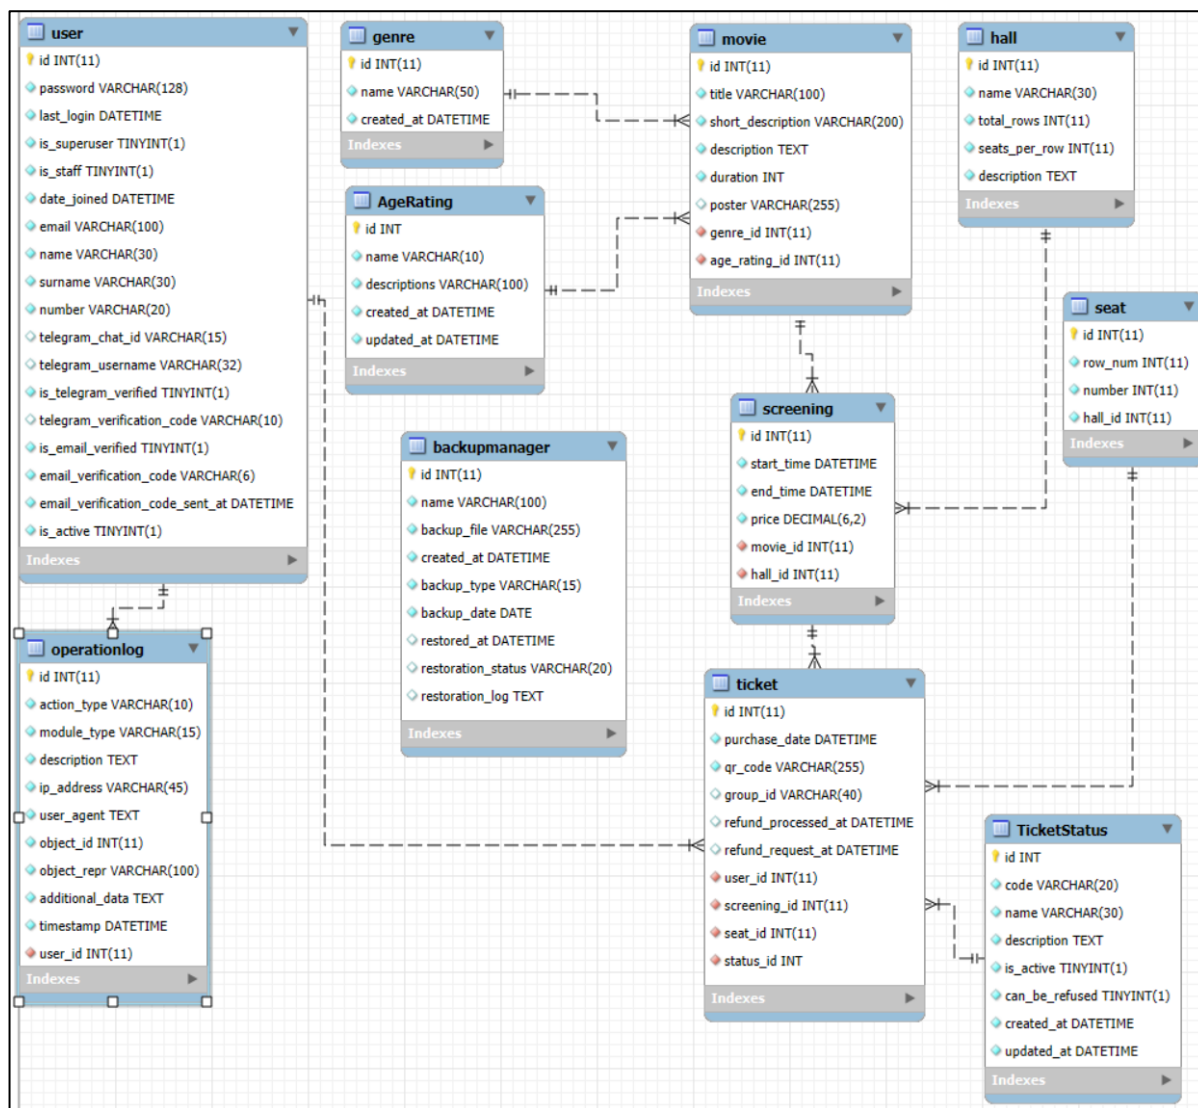 user
id INT(11)
password VARCHAR(128)
last_login DATETIME
is_superuser TINYINT(1)
is_staff TINYINT(1)
date_joined DATETIME
email VARCHAR(100)
name VARCHAR(30)
surname VARCHAR(30)
number VARCHAR(20)
telegram_chat_id VARCHAR(15)
telegram_username VARCHAR(32)
is_telegram_verified TINYINT(1)
telegram_verification_code VARCHAR(10)
is_email_verified TINYINT(1)
email_verification_code VARCHAR(6)
email_verification_code_sent_at DATETIME
is_active TINYINT(1)
Indexes
genre
id INT(11)
name VARCHAR(50)
created_at DATETIME
Indexes
movie
id INT(11)
title VARCHAR(100)
short_description VARCHAR(200)
description TEXT
duration INT
poster VARCHAR(255)
genre_id INT(11)
age_rating_id INT(11)
Indexes
hall
id INT(11)
name VARCHAR(30)
total_rows INT(11)
seats_per_row INT(11)
description TEXT
Indexes
AgeRating
id INT
name VARCHAR(10)
descriptions VARCHAR(100)
created_at DATETIME
updated_at DATETIME
Indexes
seat
id INT(11)
row_num INT(11)
number INT(11)
hall_id INT(11)
Indexes
screening
id INT(11)
start_time DATETIME
end_time DATETIME
price DECIMAL(6,2)
movie_id INT(11)
hall_id INT(11)
Indexes
backupmanager
id INT(11)
name VARCHAR(100)
backup_file VARCHAR(255)
created_at DATETIME
backup_type VARCHAR(15)
backup_date DATE
restored_at DATETIME
restoration_status VARCHAR(20)
restoration_log TEXT
Indexes
operationlog
id INT(11)
action_type VARCHAR(10)
module_type VARCHAR(15)
description TEXT
ip_address VARCHAR(45)
user_agent TEXT
object_id INT(11)
object_repr VARCHAR(100)
additional_data TEXT
timestamp DATETIME
user_id INT(11)
Indexes
ticket
id INT(11)
purchase_date DATETIME
qr_code VARCHAR(255)
group_id VARCHAR(40)
refund_processed_at DATETIME
refund_request_at DATETIME
user_id INT(11)
screening_id INT(11)
seat_id INT(11)
status_id INT
Indexes
TicketStatus
id INT
code VARCHAR(20)
name VARCHAR(30)
description TEXT
is_active TINYINT(1)
can_be_refused TINYINT(1)
created_at DATETIME
updated_at DATETIME
Indexes